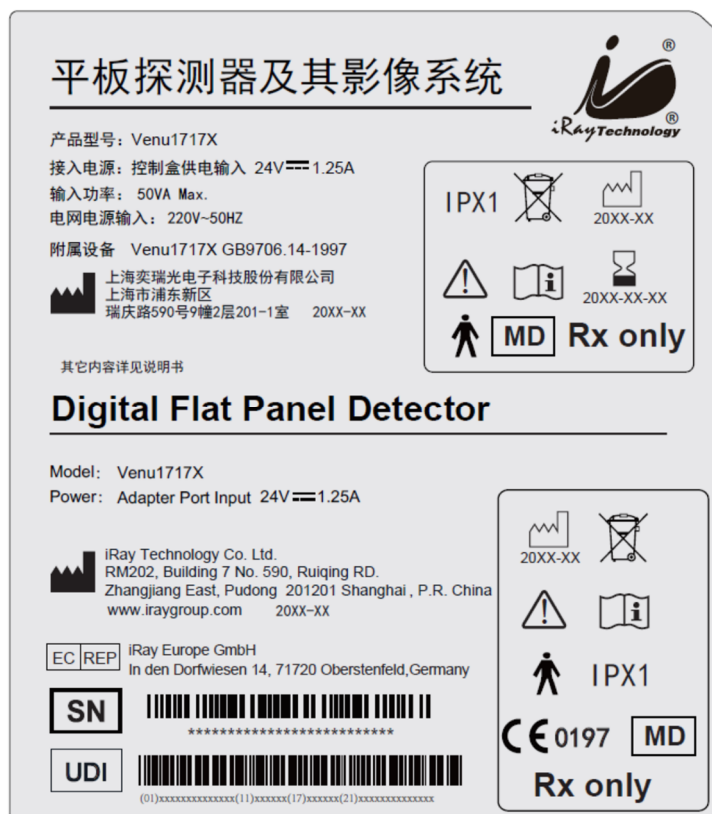 平板探测器及其影像系统
iRay Technology
产品型号：Venu1717X
接入电源：控制盒供电输入 24V 1.25A
输入功率： 50VA Max.
电网电源输入：220V~50HZ
附属设备 Venu1717X GB9706.14-1997
上海奕瑞光电子科技股份有限公司
上海市浦东新区
瑞庆路590号9幢2层201-1室 20XX-XX
其它内容详见说明书
IPX1
20XX-XX
20XX-XX-XX
MD Rx only
Digital Flat Panel Detector
Model: Venu1717X
Power: Adapter Port Input 24V 1.25A
iRay Technology Co. Ltd.
RM202, Building 7 No. 590, Ruiqing RD.
Zhangjiang East, Pudong 201201 Shanghai , P.R. China
www.iraygroup.com 20XX-XX
EC REP
iRay Europe GmbH
In den Dorfwiesen 14, 71720 Oberstenfeld,Germany
SN
**************************
UDI
(01)xxxxxxxxxxxxxx(11)xxxxxx(17)xxxxxx(21)xxxxxxxxxxxxxx
20XX-XX
IPX1
CE 0197 MD
Rx only